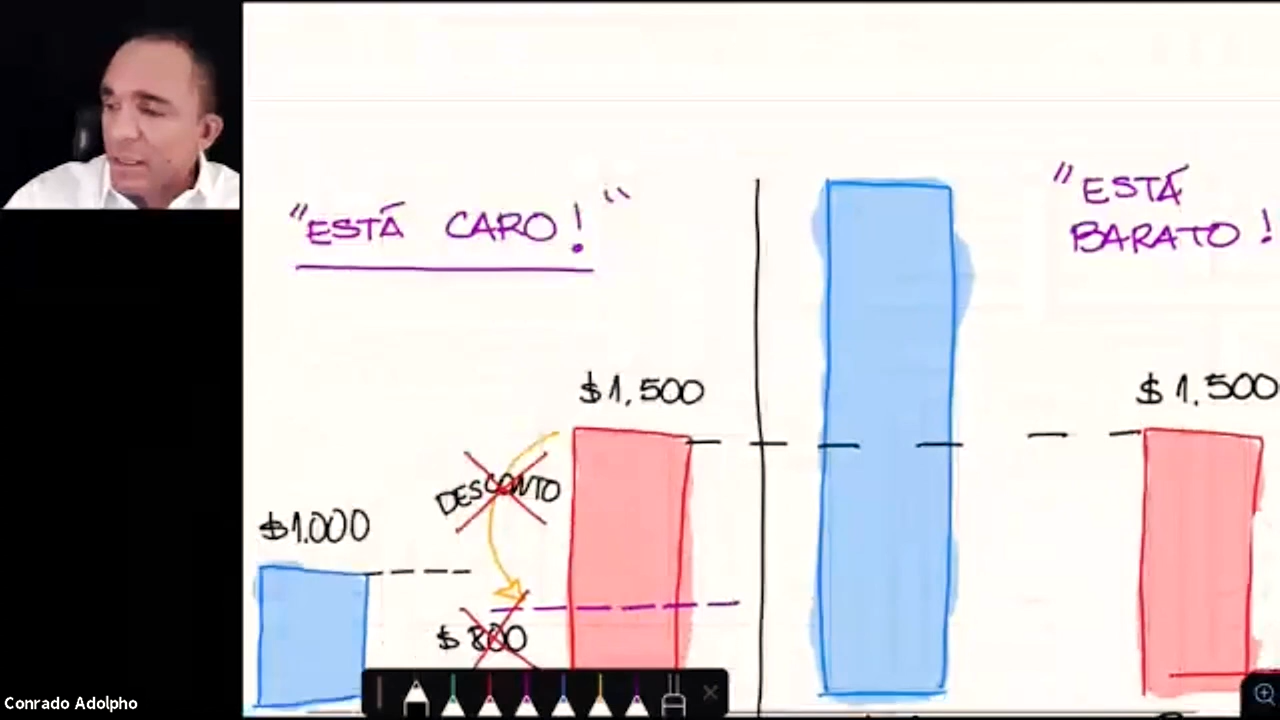 "ESTÁ CARO!"
"ESTÁ
BARATO!
$1,500
$1.500
DESCONTO
$1.000
$800
Conrado Adolpho